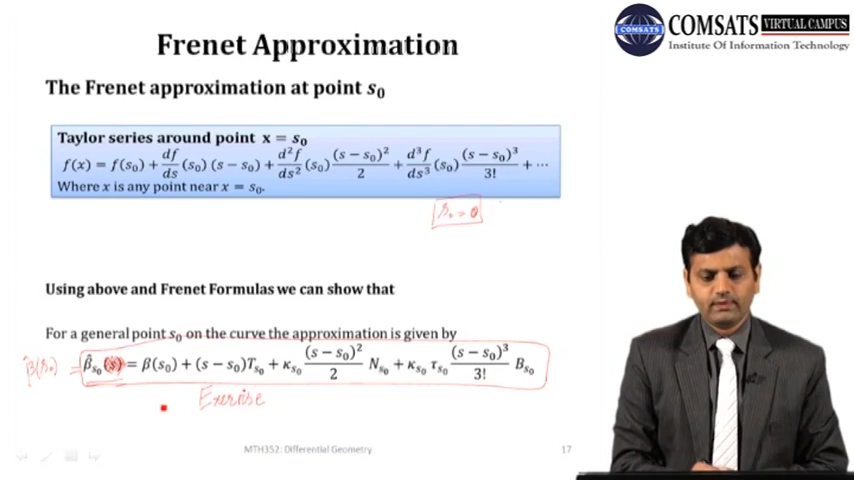 Frenet Approximation
COMSATS VIRTUAL CAMPUS
COMSATS
Institute Of Information Technology
The Frenet approximation at point s₀
Taylor series around point x = s₀
f(x) = f(s₀) + df/ds (s₀) (s − s₀) + d²f/ds² (s₀) (s − s₀)²/2 + d³f/ds³ (s₀) (s − s₀)³/3! + ⋯
Where x is any point near x = s₀.
s₀ = 0
Using above and Frenet Formulas we can show that
For a general point s₀ on the curve the approximation is given by
β̂(s₀) = β̂ₛ₀(s) = β(s₀) + (s − s₀)Tₛ₀ + κₛ₀ (s − s₀)²/2 Nₛ₀ + κₛ₀ τₛ₀ (s − s₀)³/3! Bₛ₀
Exercise
MTH352: Differential Geometry 17